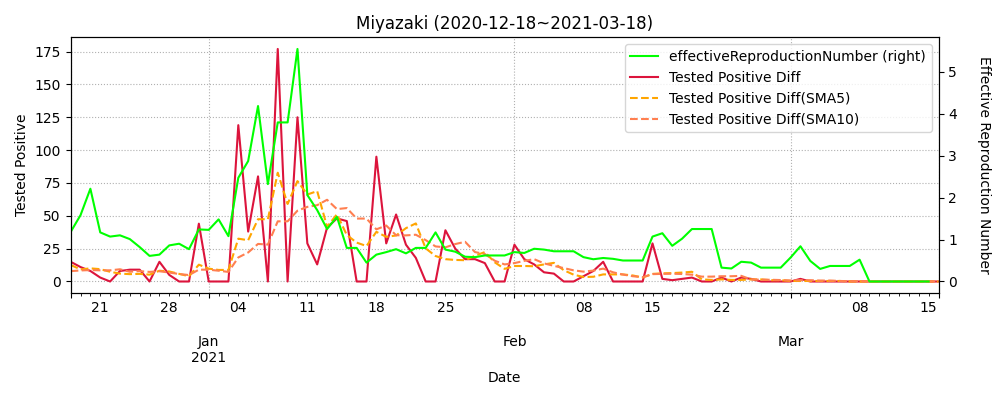 Miyazaki (2020-12-18~2021-03-18)
effectiveReproductionNumber (right)
Tested Positive Diff
Tested Positive Diff(SMA5)
Tested Positive Diff(SMA10)
Tested Positive
175
150
125
100
75
50
25
0
Effective Reproduction Number
5
4
3
2
1
0
21 28 04 11 18 25 08 15 22 08 15
Jan Feb Mar
2021
Date